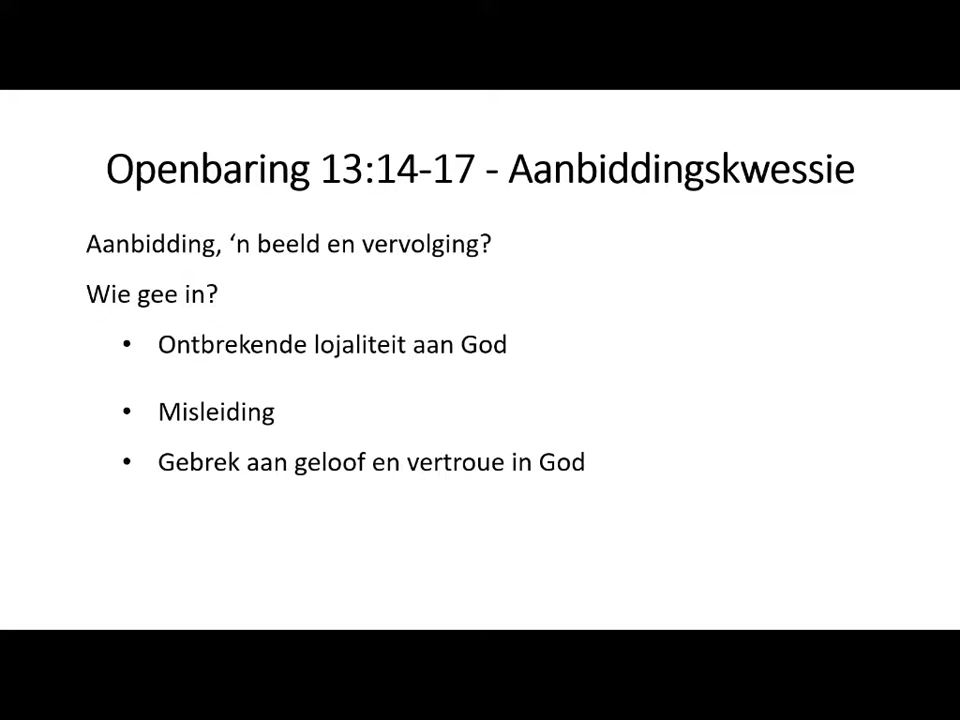 Openbaring 13:14-17 - Aanbiddingskwessie
Aanbidding, ‘n beeld en vervolging?
Wie gee in?
• Ontbrekende lojaliteit aan God
• Misleiding
• Gebrek aan geloof en vertroue in God